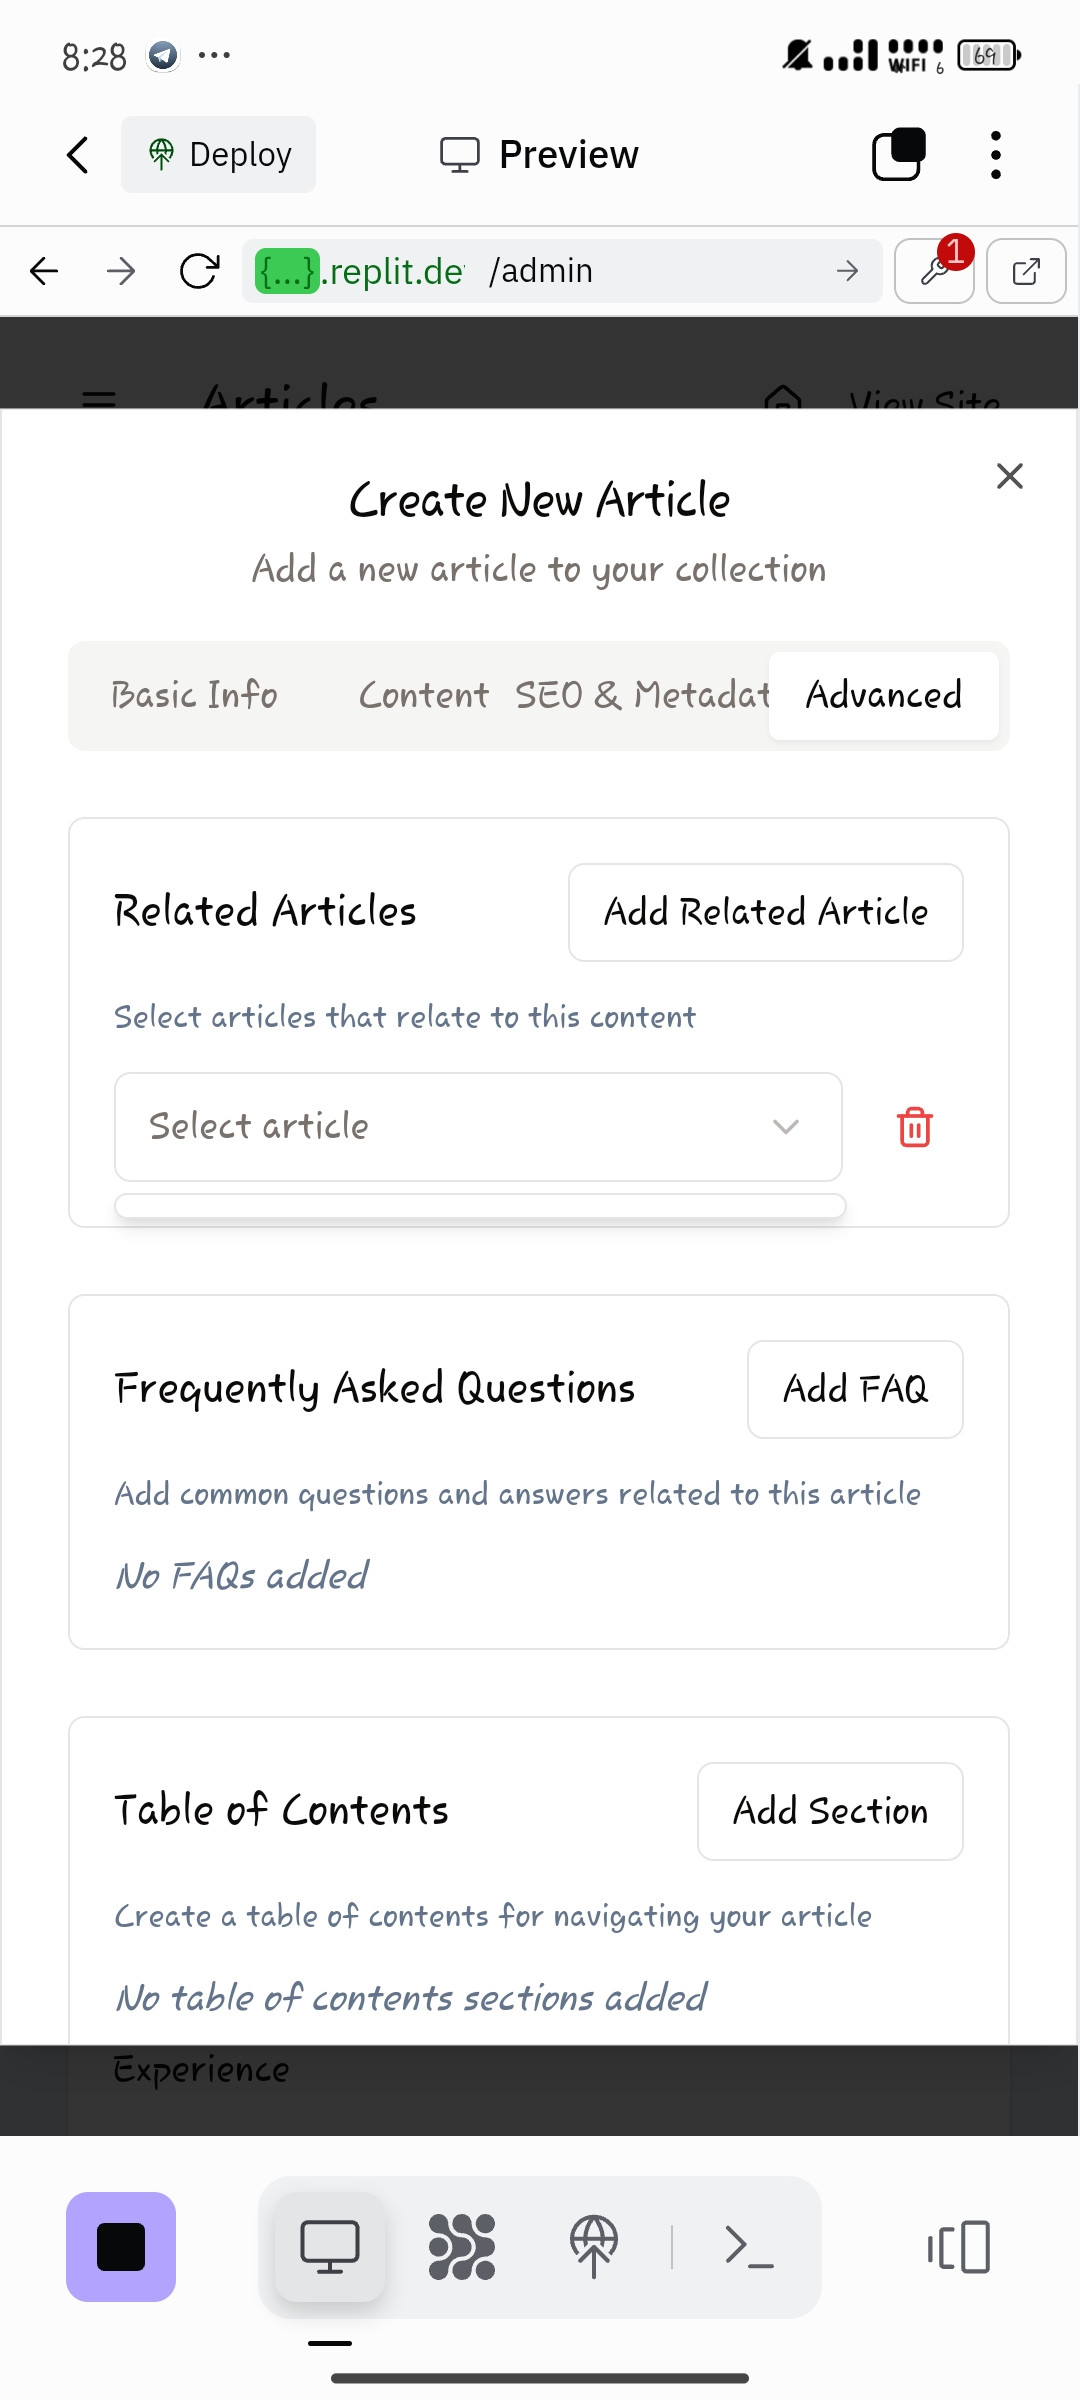 8:28
WIFI 6
69
Deploy
Preview
{...}.replit.de
/admin
1
Articles
View Site
Create New Article
Add a new article to your collection
Basic Info
Content
SEO & Metadat
Advanced
Related Articles
Add Related Article
Select articles that relate to this content
Select article
Frequently Asked Questions
Add FAQ
Add common questions and answers related to this article
No FAQs added
Table of Contents
Add Section
Create a table of contents for navigating your article
No table of contents sections added
Experience